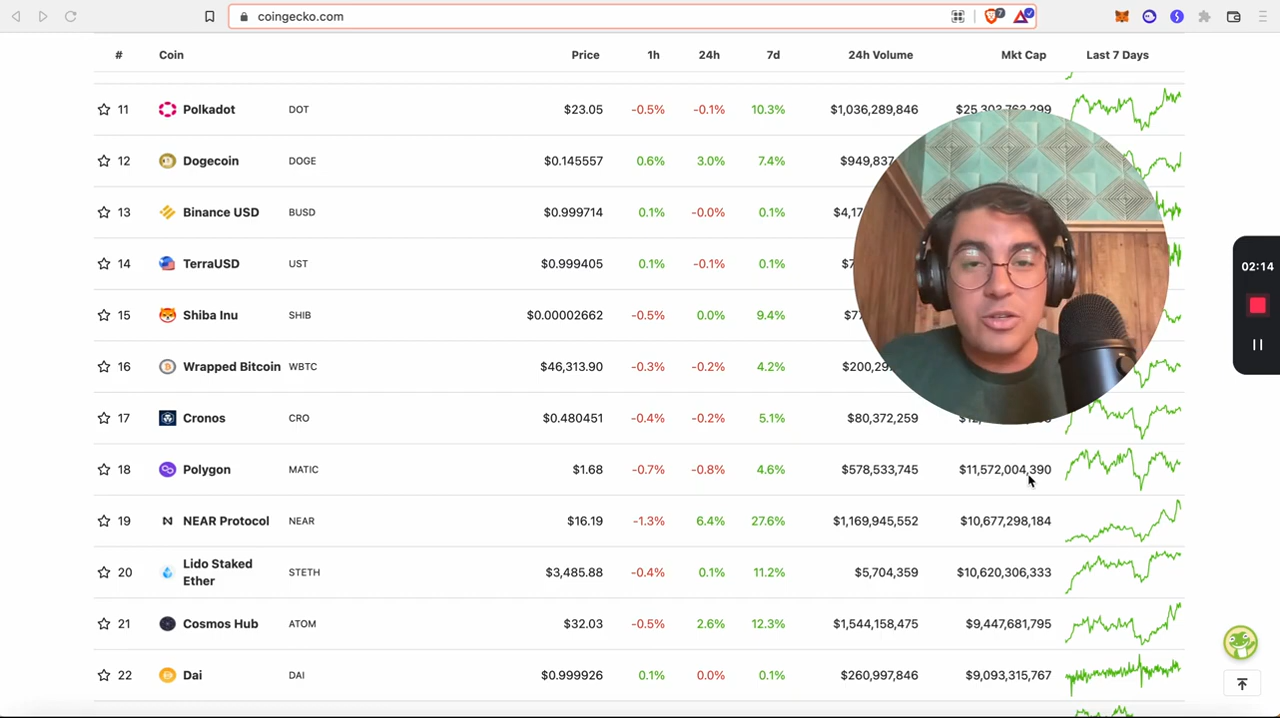 coingecko.com
7
# Coin Price 1h 24h 7d 24h Volume Mkt Cap Last 7 Days
11 Polkadot DOT $23.05 -0.5% -0.1% 10.3% $1,036,289,846
12 Dogecoin DOGE $0.145557 0.6% 3.0% 7.4%
13 Binance USD BUSD $0.999714 0.1% -0.0% 0.1%
14 TerraUSD UST $0.999405 0.1% -0.1% 0.1%
15 Shiba Inu SHIB $0.00002662 -0.5% 0.0% 9.4%
16 Wrapped Bitcoin WBTC $46,313.90 -0.3% -0.2% 4.2%
17 Cronos CRO $0.480451 -0.4% -0.2% 5.1% $80,372,259
18 Polygon MATIC $1.68 -0.7% -0.8% 4.6% $578,533,745 $11,572,004,390
19 NEAR Protocol NEAR $16.19 -1.3% 6.4% 27.6% $1,169,945,552 $10,677,298,184
20 Lido Staked Ether STETH $3,485.88 -0.4% 0.1% 11.2% $5,704,359 $10,620,306,333
21 Cosmos Hub ATOM $32.03 -0.5% 2.6% 12.3% $1,544,158,475 $9,447,681,795
22 Dai DAI $0.999926 0.1% 0.0% 0.1% $260,997,846 $9,093,315,767
02:14